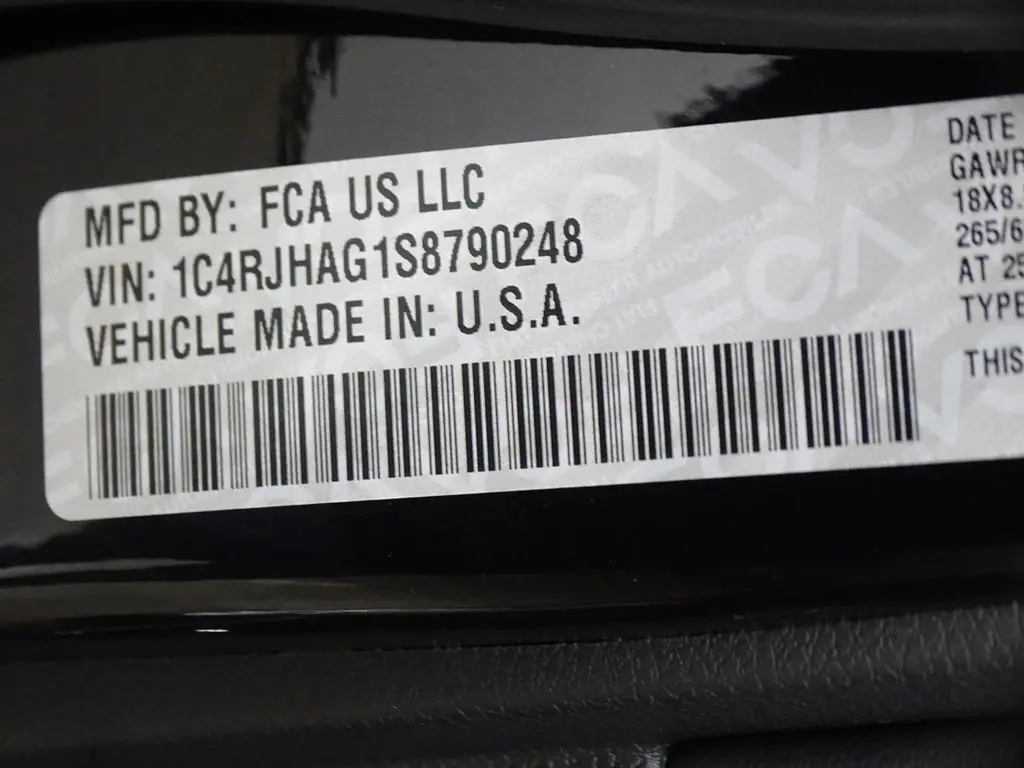 MFD BY: FCA US LLC
VIN: 1C4RJHAG1S8790248
VEHICLE MADE IN: U.S.A.
DATE
GAWR
18X8.
265/6
AT 25
TYPE
THIS